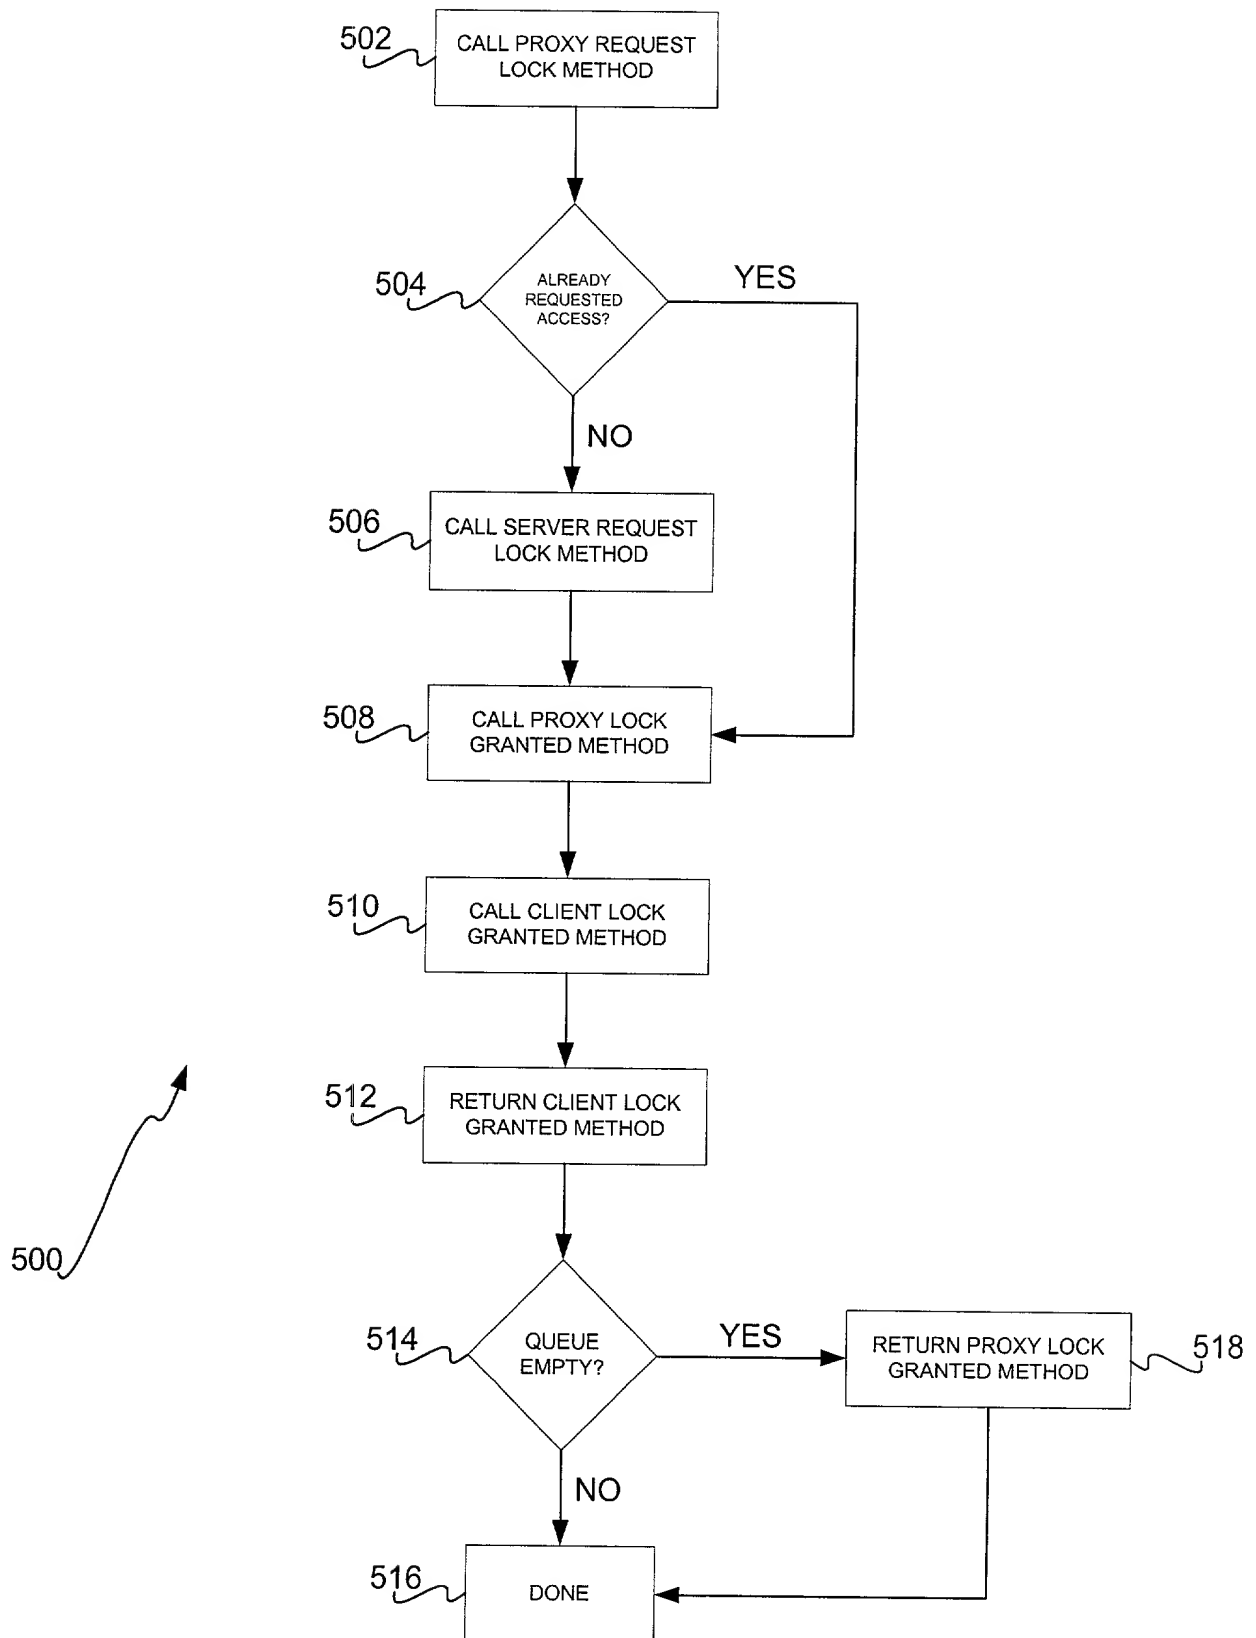 502
CALL PROXY REQUEST
LOCK METHOD
504
ALREADY
REQUESTED
ACCESS?
YES
NO
506
CALL SERVER REQUEST
LOCK METHOD
508
CALL PROXY LOCK
GRANTED METHOD
510
CALL CLIENT LOCK
GRANTED METHOD
512
RETURN CLIENT LOCK
GRANTED METHOD
500
514
QUEUE
EMPTY?
YES
RETURN PROXY LOCK
GRANTED METHOD
518
NO
516
DONE